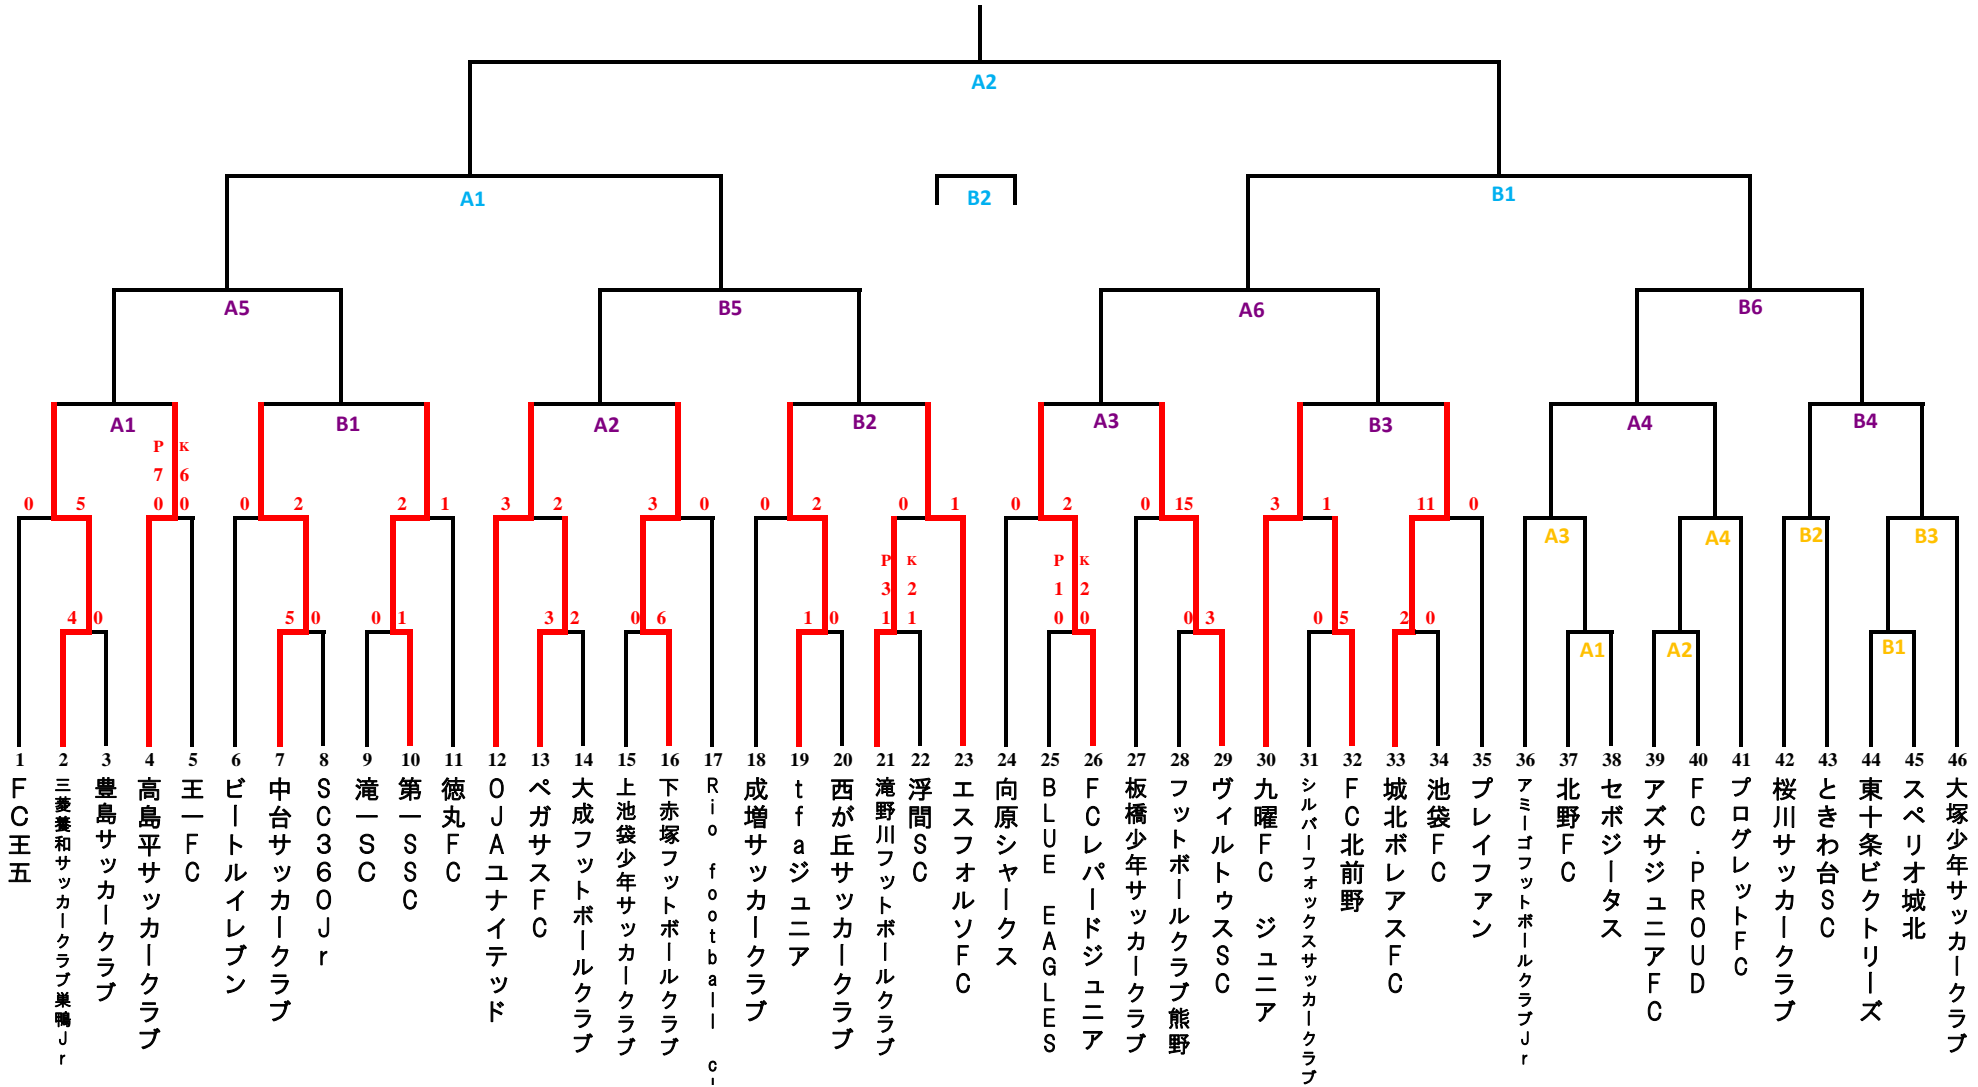 A2
A1
B2
B1
A5
B5
A6
B6
A1
B1
A2
B2
A3
B3
A4
B4
P K
7 6
0 5 0 0 0 2 2 1 3 2 3 0 0 2 0 1 0 2 0 15 3 1 11 0
A3 A4 B2 B3
P K P K
3 2 1 2
4 0 5 0 0 1 3 2 0 6 1 0 1 1 0 0 0 3 0 5 2 0
A1 A2 B1
1 FC王五
2 三菱養和サッカークラブ巣鴨Jr
3 豊島サッカークラブ
4 高島平サッカークラブ
5 王一FC
6 ビートルイレブン
7 中台サッカークラブ
8 SC360Jr
9 滝一SC
10 第一SSC
11 徳丸FC
12 OJAユナイテッド
13 ペガサスFC
14 大成フットボールクラブ
15 上池袋少年サッカークラブ
16 下赤塚フットボールクラブ
17 Rio football cl
18 成増サッカークラブ
19 tfaジュニア
20 西が丘サッカークラブ
21 滝野川フットボールクラブ
22 浮間SC
23 エスフォルソFC
24 向原シャークス
25 BLUE EAGLES
26 FCレパードジュニア
27 板橋少年サッカークラブ
28 フットボールクラブ熊野
29 ヴィルトゥスSC
30 九曜FC ジュニア
31 シルバーフォックスサッカークラブ
32 FC北前野
33 城北ボレアスFC
34 池袋FC
35 プレイファン
36 アミーゴフットボールクラブJr
37 北野FC
38 セボジータス
39 アズサジュニアFC
40 FC.PROUD
41 プログレットFC
42 桜川サッカークラブ
43 ときわ台SC
44 東十条ビクトリーズ
45 スペリオ城北
46 大塚少年サッカークラブ